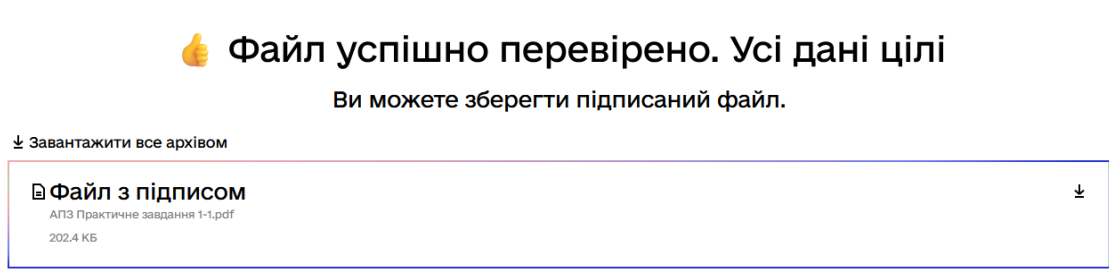 Файл успішно перевірено. Усі дані цілі
Ви можете зберегти підписаний файл.
Завантажити все архівом
Файл з підписом
АПЗ Практичне завдання 1-1.pdf
202.4 КБ